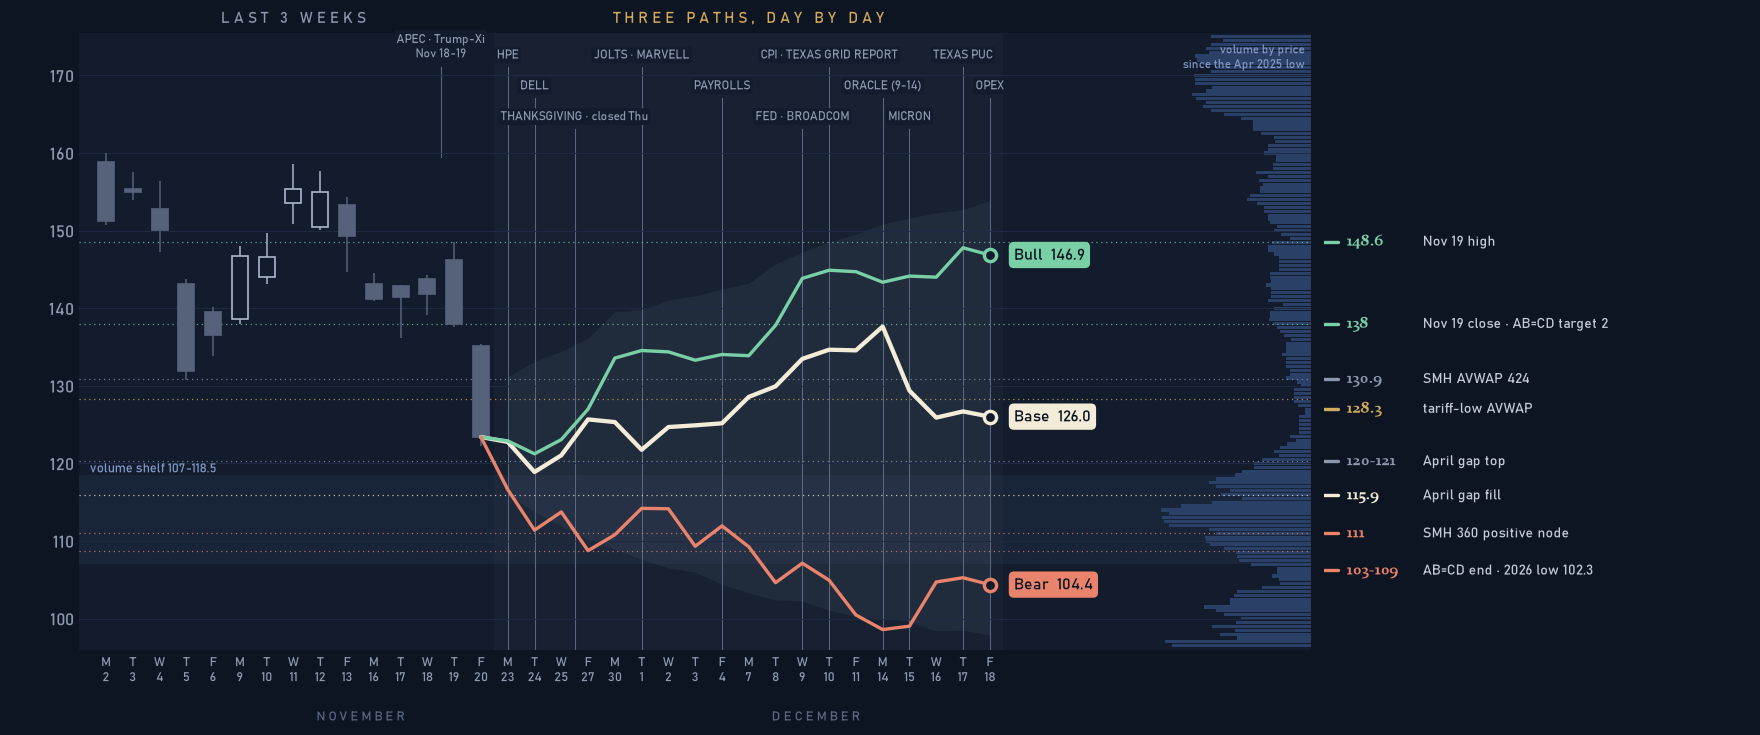 LAST 3 WEEKS
THREE PATHS, DAY BY DAY
APEC · Trump-Xi
Nov 18-19
HPE
JOLTS · MARVELL
CPI · TEXAS GRID REPORT
TEXAS PUC
volume by price
since the Apr 2025 low
DELL
PAYROLLS
ORACLE (9-14)
OPEX
THANKSGIVING · closed Thu
FED · BROADCOM
MICRON
170
160
150
140
130
120
110
100
volume shelf 107-118.5
Bull 146.9
Base 126.0
Bear 104.4
148.6 Nov 19 high
138 Nov 19 close · AB=CD target 2
130.9 SMH AVWAP 424
128.3 tariff-low AVWAP
120-121 April gap top
115.9 April gap fill
111 SMH 360 positive node
103-109 AB=CD end · 2026 low 102.3
M T W T F M T W T F M T W T F M T W F M T W T F M T W T F M T W T F
2 3 4 5 6 9 10 11 12 13 16 17 18 19 20 23 24 25 27 30 1 2 3 4 7 8 9 10 11 14 15 16 17 18
NOVEMBER
DECEMBER